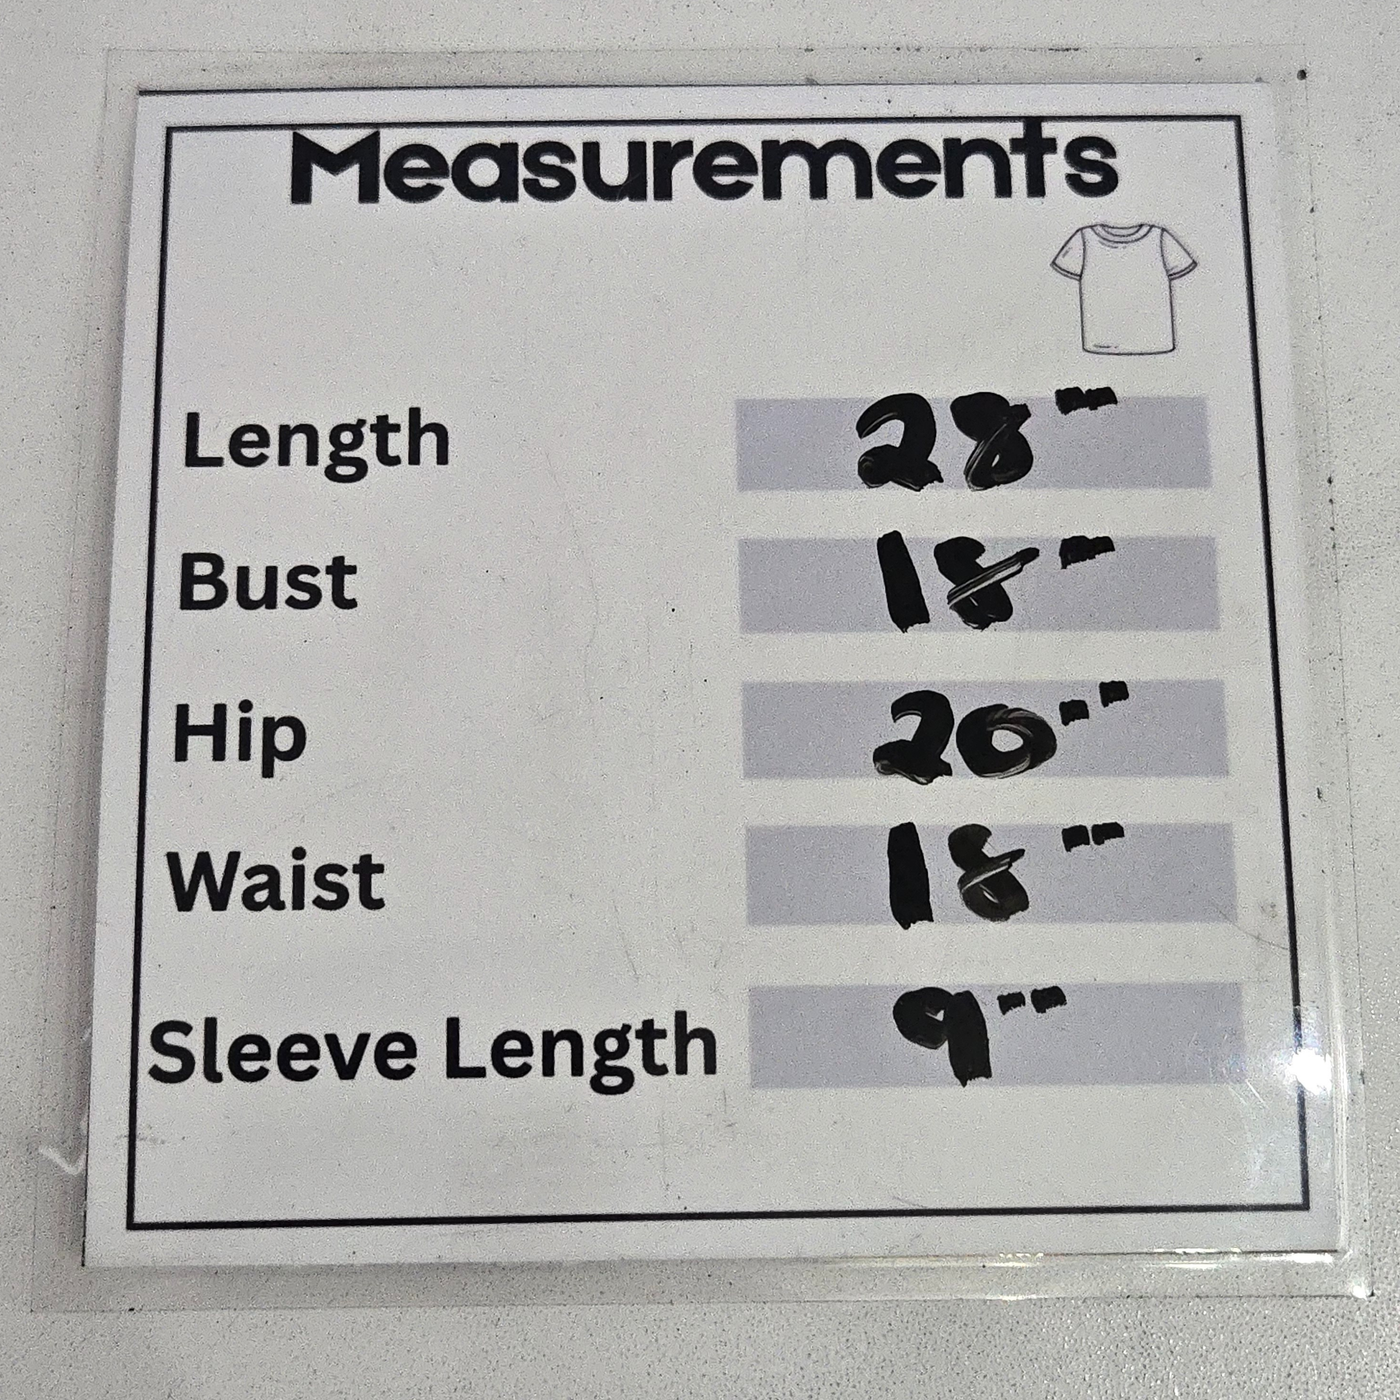 Measurements
Length 28"
Bust 18"
Hip 20"
Waist 18"
Sleeve Length 9"